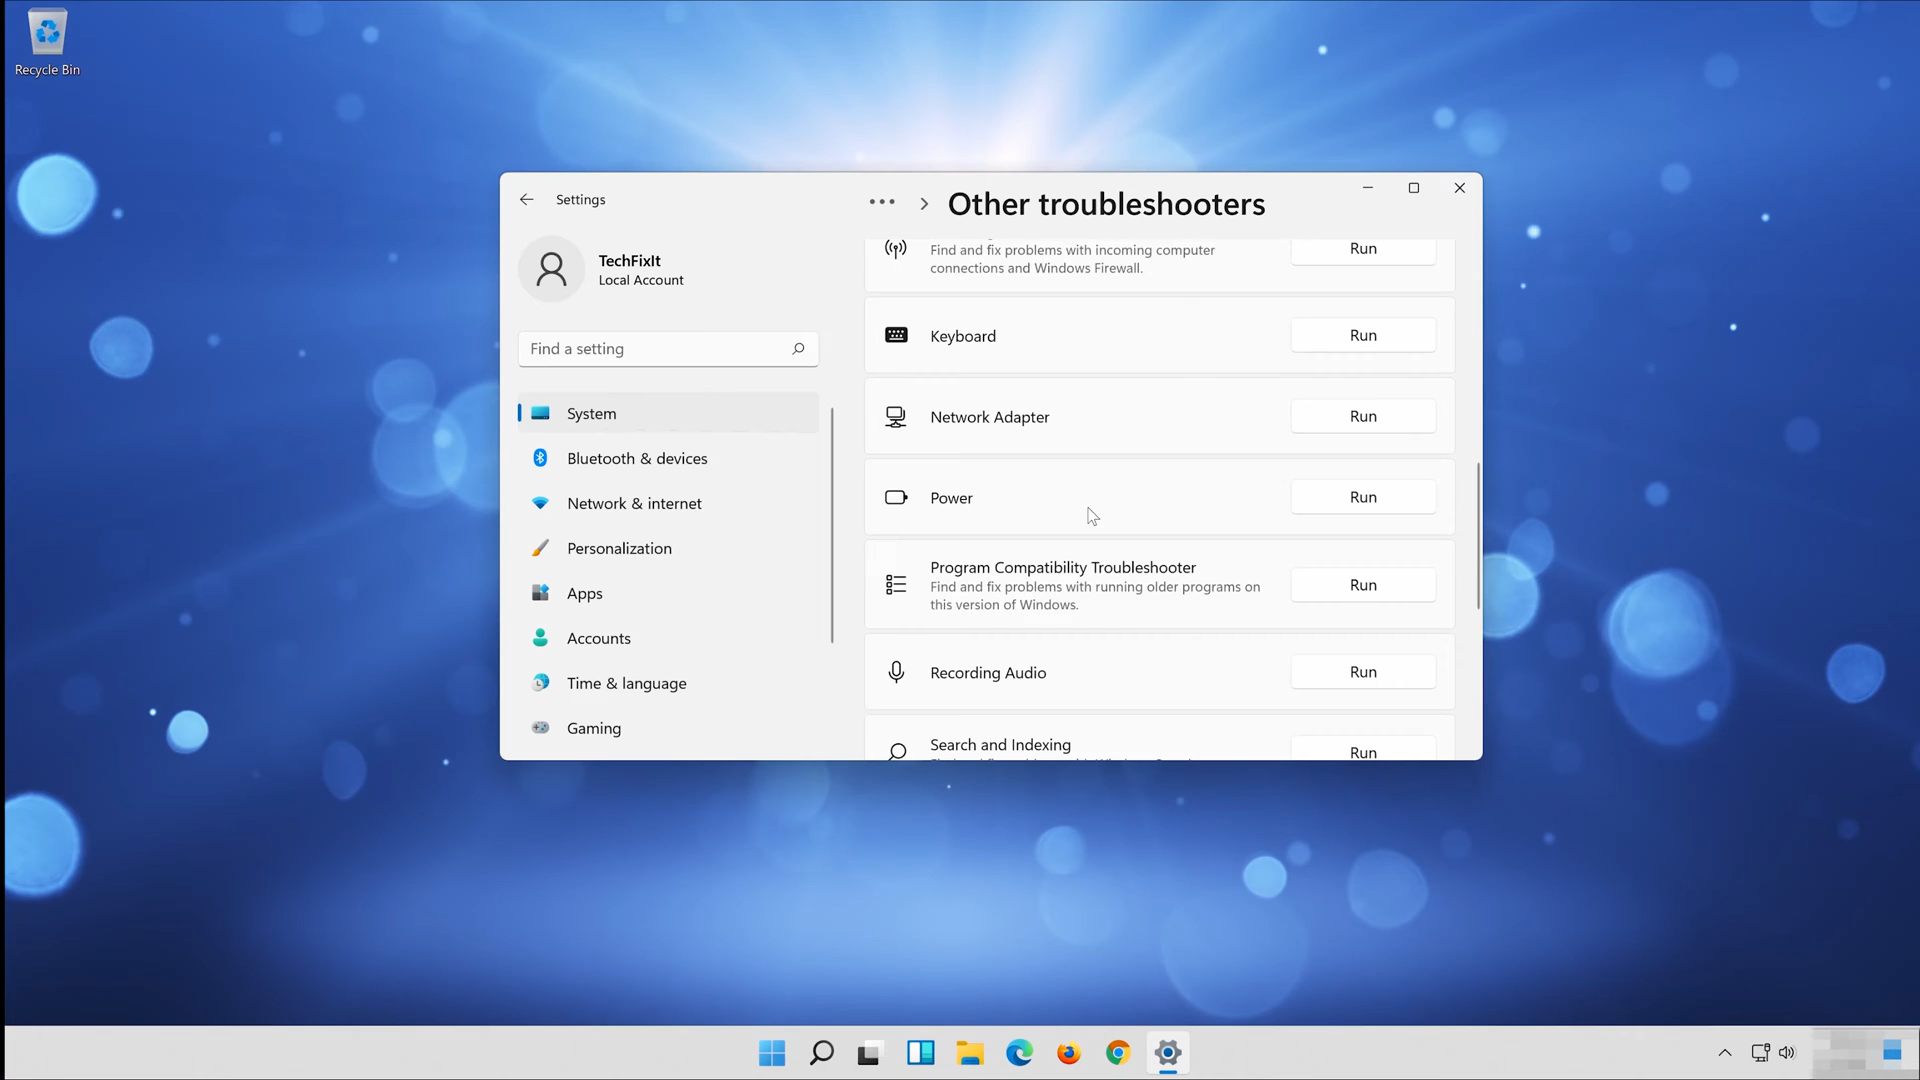 Recycle Bin
Settings
Other troubleshooters
TechFixIt
Local Account
Find a setting
System
Bluetooth & devices
Network & internet
Personalization
Apps
Accounts
Time & language
Gaming
Find and fix problems with incoming computer
connections and Windows Firewall.
Run
Keyboard
Run
Network Adapter
Run
Power
Run
Program Compatibility Troubleshooter
Find and fix problems with running older programs on
this version of Windows.
Run
Recording Audio
Run
Search and Indexing
Run